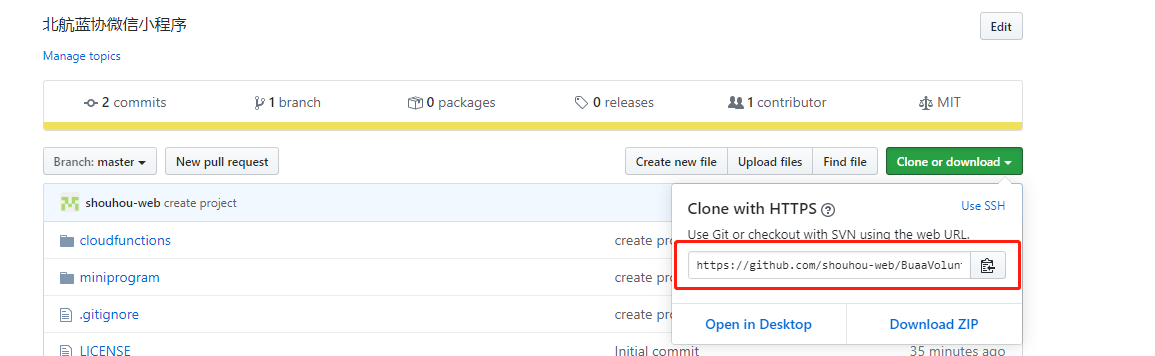 北航蓝协微信小程序
Edit
Manage topics
2 commits
1 branch
0 packages
0 releases
1 contributor
MIT
Branch: master
New pull request
Create new file
Upload files
Find file
Clone or download
shouhou-web create project
Clone with HTTPS
Use SSH
Use Git or checkout with SVN using the web URL.
cloudfunctions
create pro
https://github.com/shouhou-web/BuaaVolun
miniprogram
create pro
.gitignore
create pro
Open in Desktop
Download ZIP
LICENSE
Initial commit
35 minutes ago